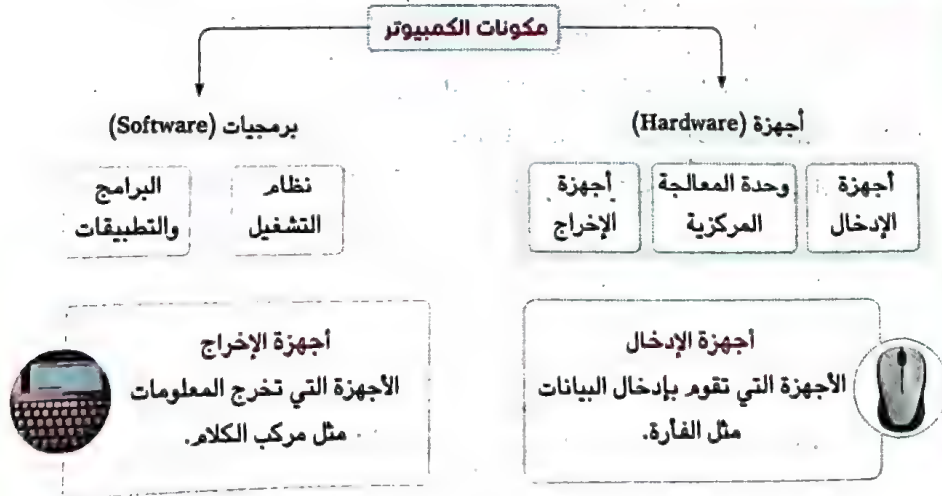 مكونات الكمبيوتر
أجهزة (Hardware)
برمجيات (Software)
أجهزة
الإدخال
وحدة المعالجة
المركزية
أجهزة
الإخراج
نظام
التشغيل
البرامج
والتطبيقات
أجهزة الإدخال
الأجهزة التي تقوم بإدخال البيانات
مثل الفأرة.
أجهزة الإخراج
الأجهزة التي تخرج المعلومات
مثل مركب الكلام.